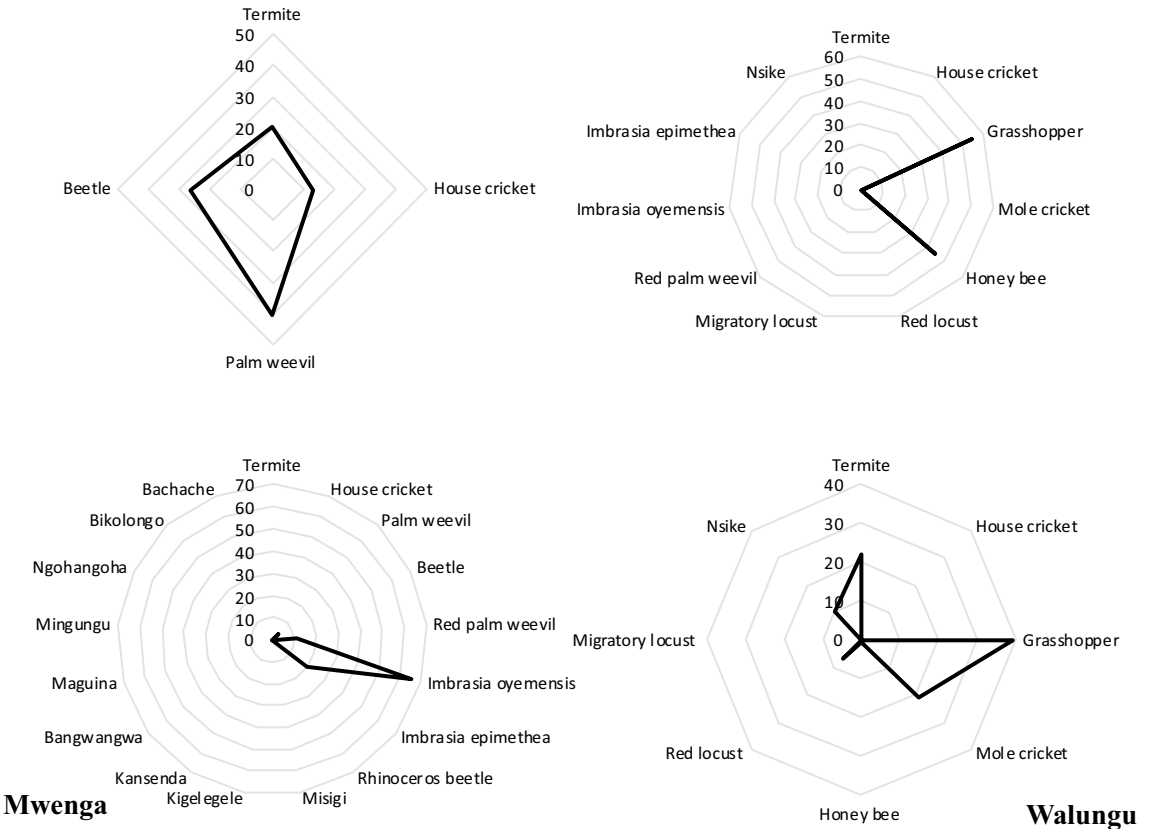 Termite
50
40
30
20
10
0
Beetle
House cricket
Palm weevil
Termite
60
50
40
30
20
10
0
Nsike
House cricket
Imbrasia epimethea
Grasshopper
Imbrasia oyemensis
Mole cricket
Red palm weevil
Honey bee
Migratory locust
Red locust
Termite
70
60
50
40
30
20
10
0
Bachache
House cricket
Bikolongo
Palm weevil
Ngohangoha
Beetle
Mingungu
Red palm weevil
Maguina
Imbrasia oyemensis
Bangwangwa
Imbrasia epimethea
Kansenda
Rhinoceros beetle
Kigelegele
Misigi
Mwenga
Termite
40
30
20
10
0
Nsike
House cricket
Migratory locust
Grasshopper
Red locust
Mole cricket
Honey bee
Walungu